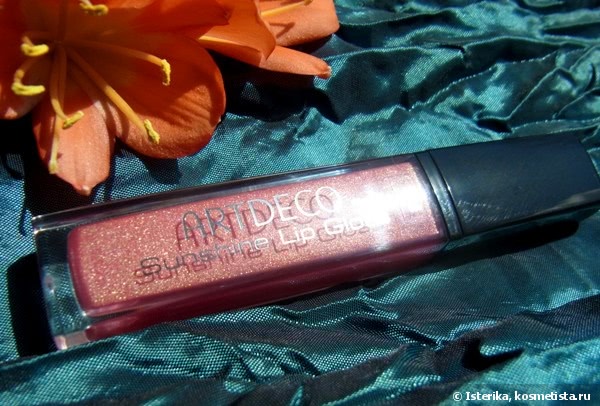 ARTDECO
Sunshine Lip Gloss
© Isterika, kosmetista.ru